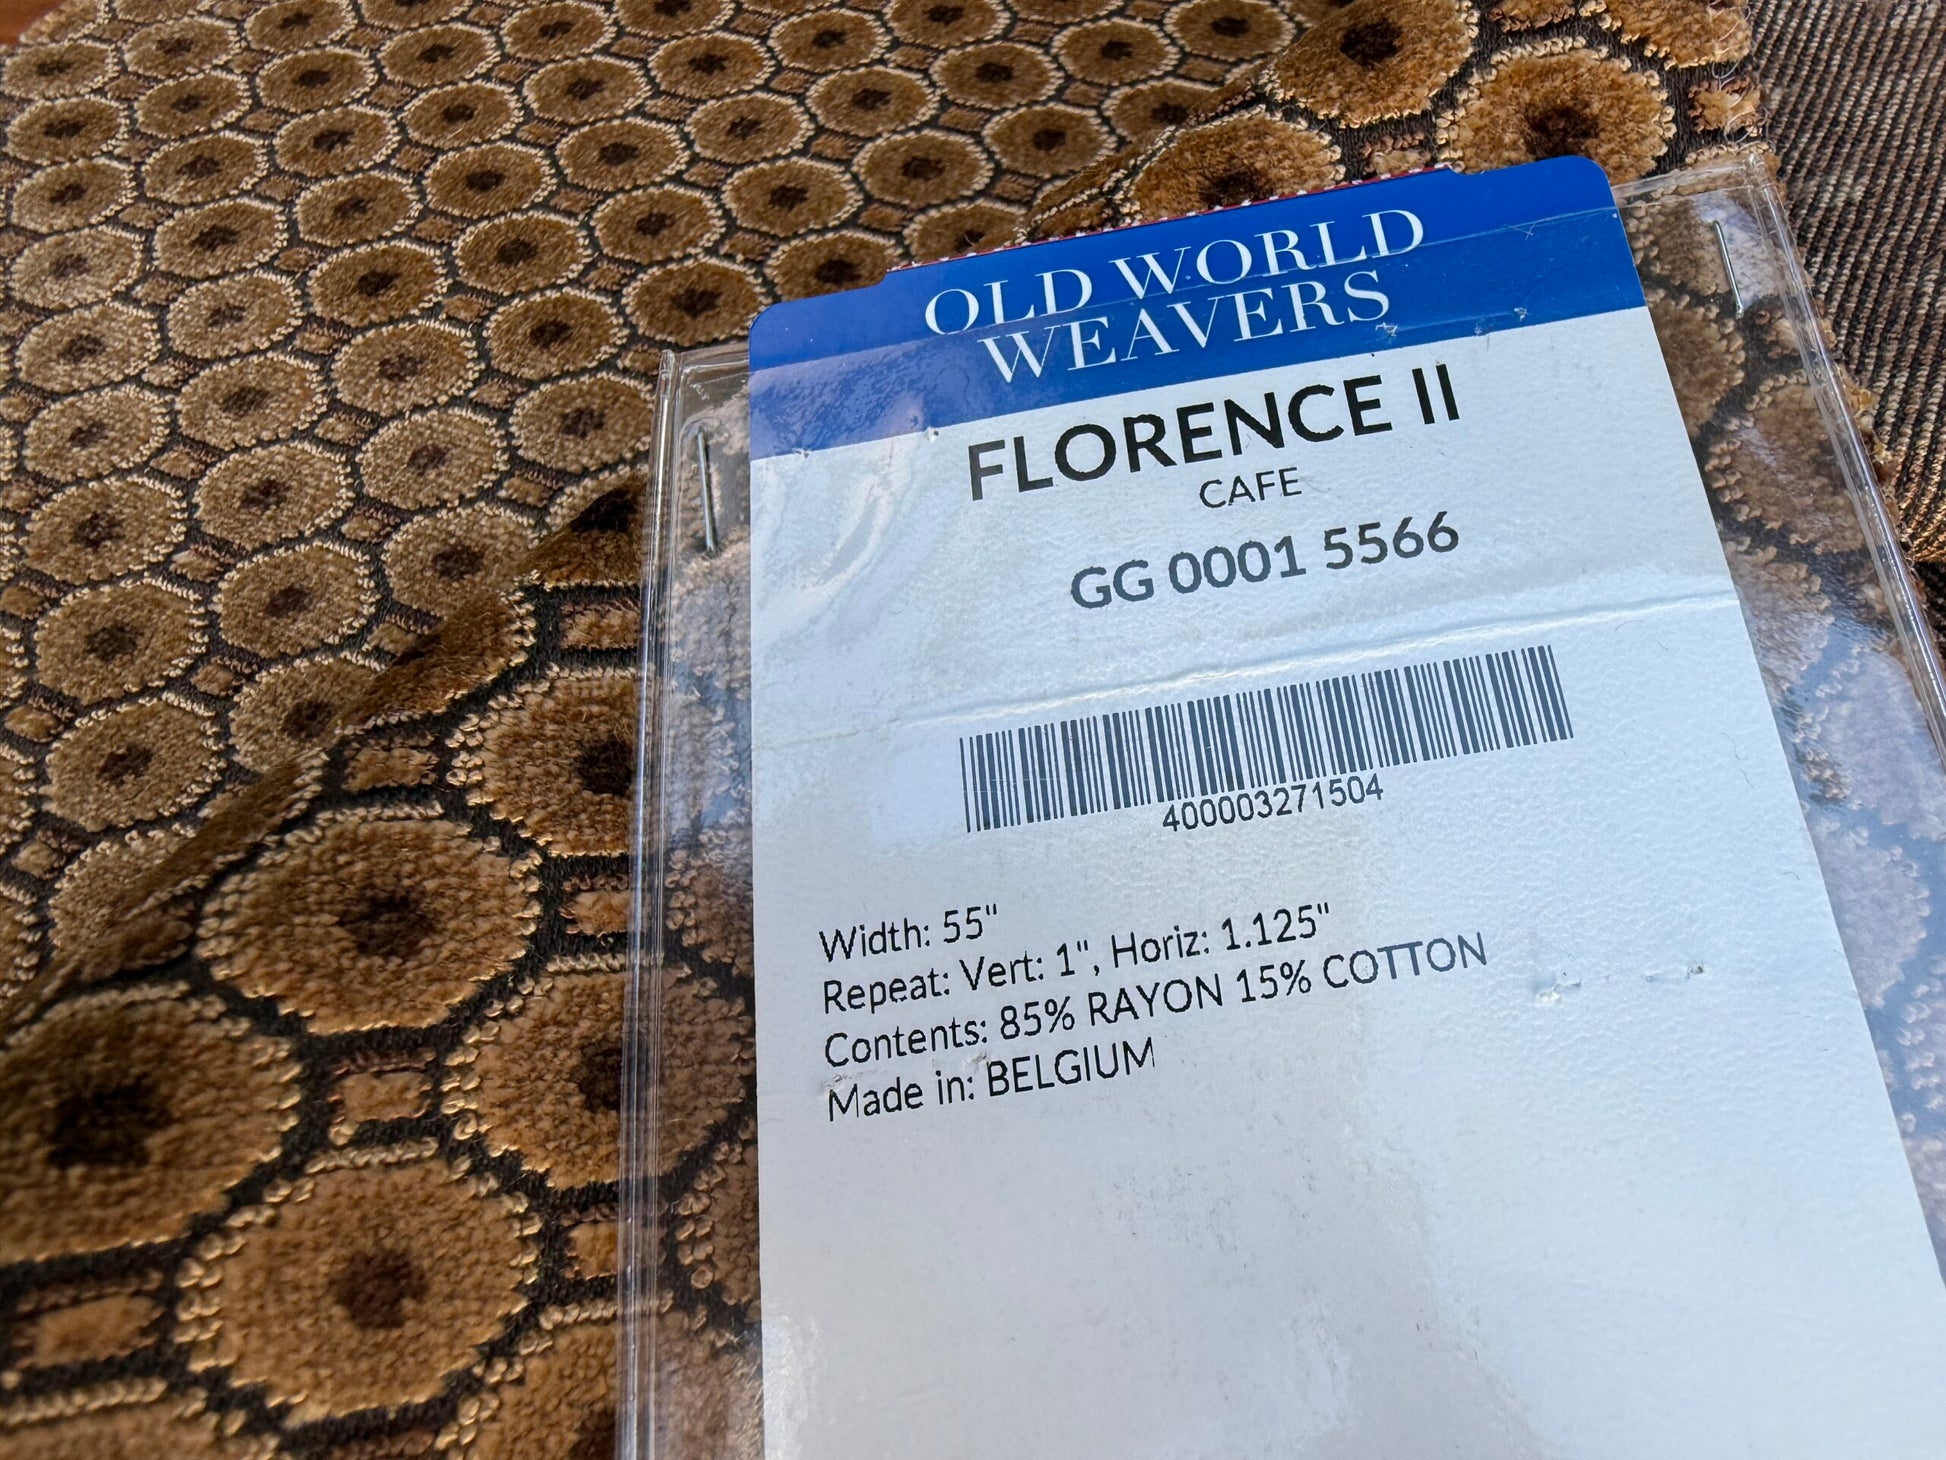 OLD WORLD
WEAVERS
FLORENCE II
CAFE
GG 0001 5566
400003271504
Width: 55"
Repeat: Vert: 1", Horiz: 1.125"
Contents: 85% RAYON 15% COTTON
Made in: BELGIUM